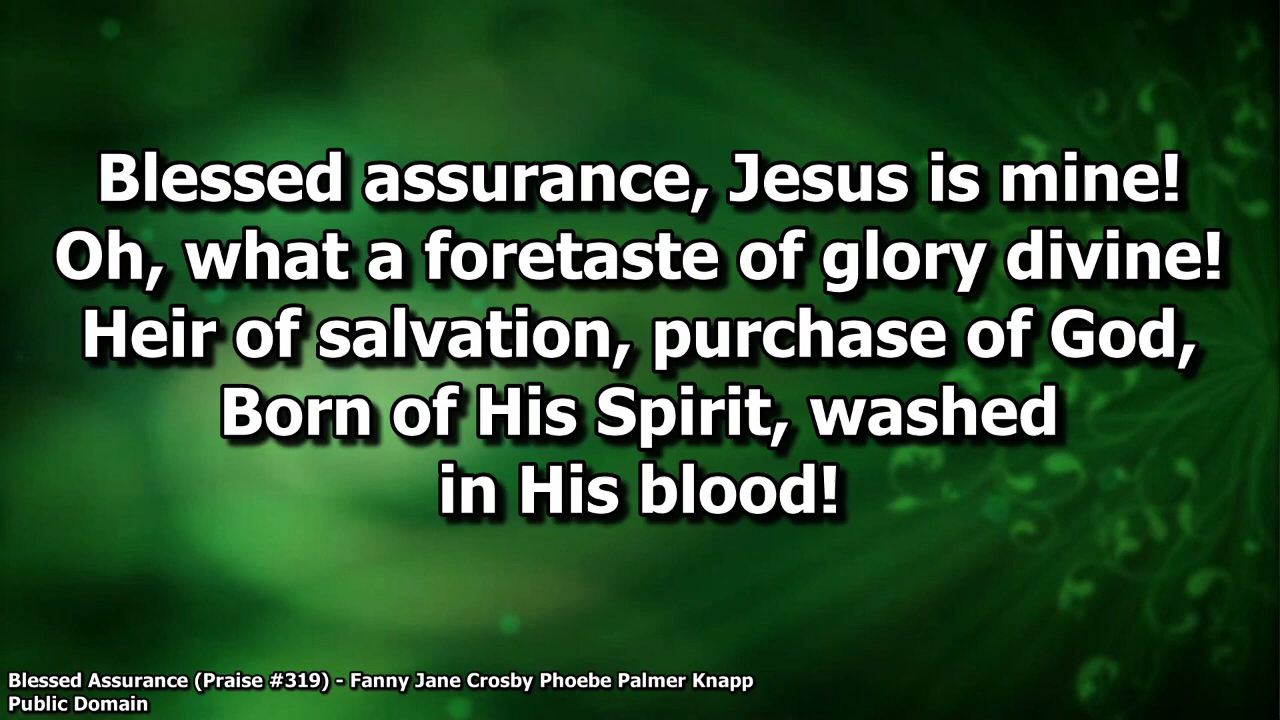 Blessed assurance, Jesus is mine!
Oh, what a foretaste of glory divine!
Heir of salvation, purchase of God,
Born of His Spirit, washed
in His blood!
Blessed Assurance (Praise #319) - Fanny Jane Crosby Phoebe Palmer Knapp
Public Domain